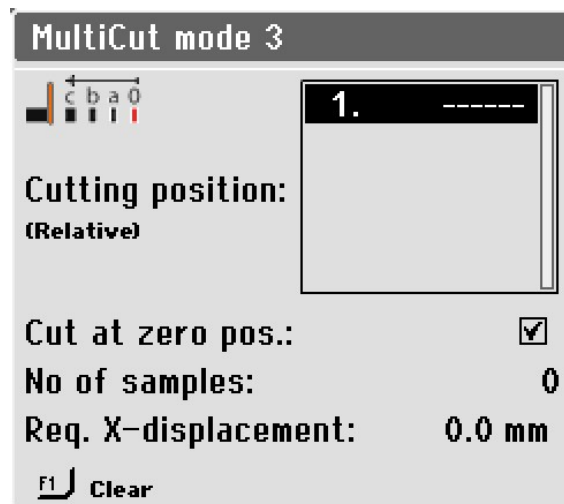 MultiCut mode 3
c b a 0
1. ------
Cutting position:
(Relative)
Cut at zero pos.:
No of samples: 0
Req. X-displacement: 0.0 mm
F1 Clear